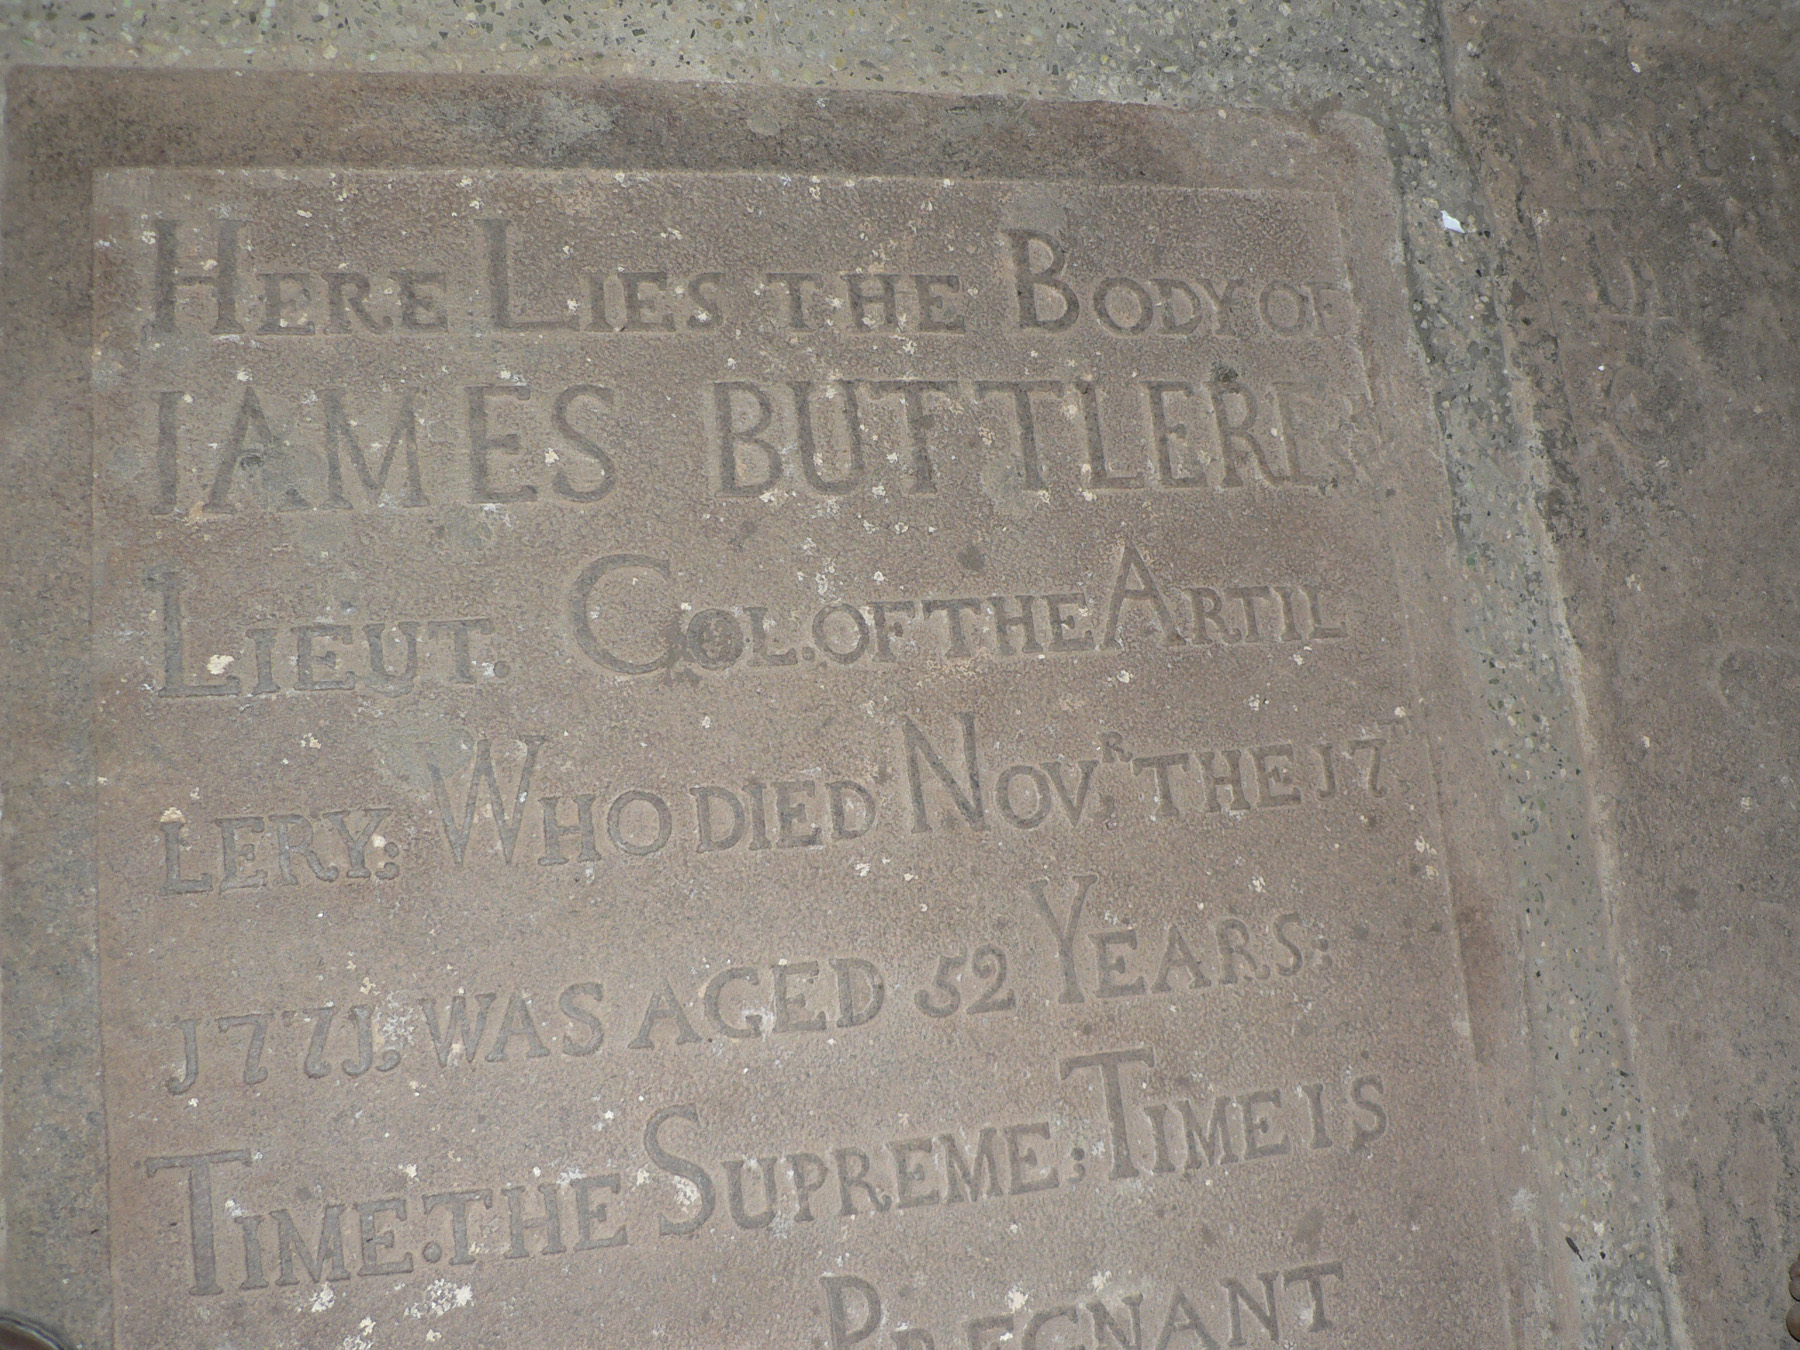 HERE LIES THE BODY OF
IAMES BUTTLER
LIEUT. COL. OF THE ARTIL
LERY: WHO DIED NOVR THE 17
1771. WAS AGED 52 YEARS:
TIME. THE SUPREME; TIME IS
PREGNANT